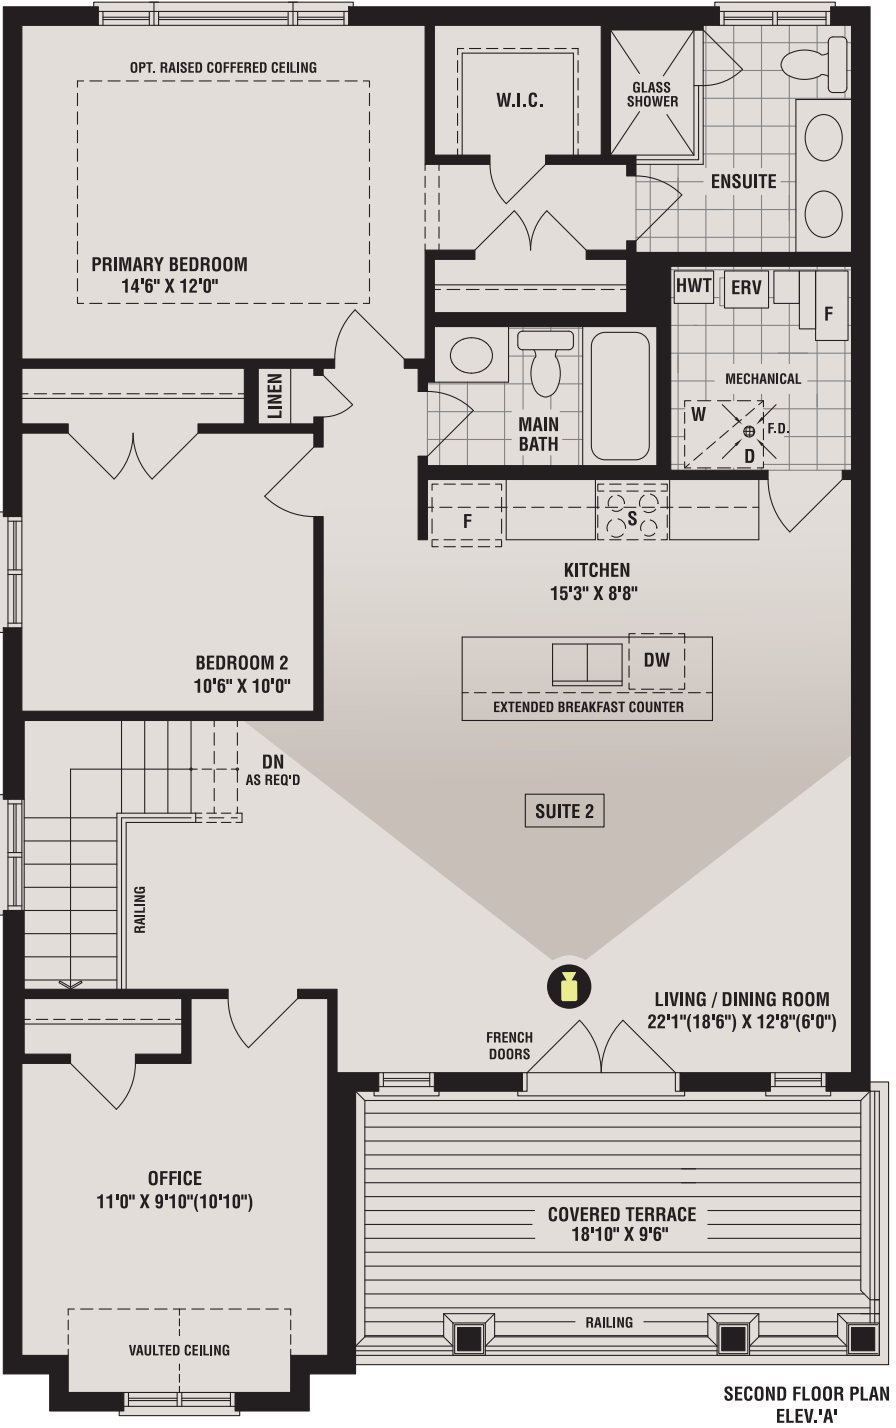 OPT. RAISED COFFERED CEILING
W.I.C.
GLASS
SHOWER
ENSUITE
PRIMARY BEDROOM
14'6" X 12'0"
HWT
ERV
F
MECHANICAL
LINEN
MAIN
BATH
W
F.D.
D
F
S
KITCHEN
15'3" X 8'8"
BEDROOM 2
10'6" X 10'0"
DW
EXTENDED BREAKFAST COUNTER
DN
AS REQ'D
SUITE 2
RAILING
LIVING / DINING ROOM
22'1"(18'6") X 12'8"(6'0")
FRENCH
DOORS
OFFICE
11'0" X 9'10"(10'10")
COVERED TERRACE
18'10" X 9'6"
RAILING
VAULTED CEILING
SECOND FLOOR PLAN
ELEV.'A'